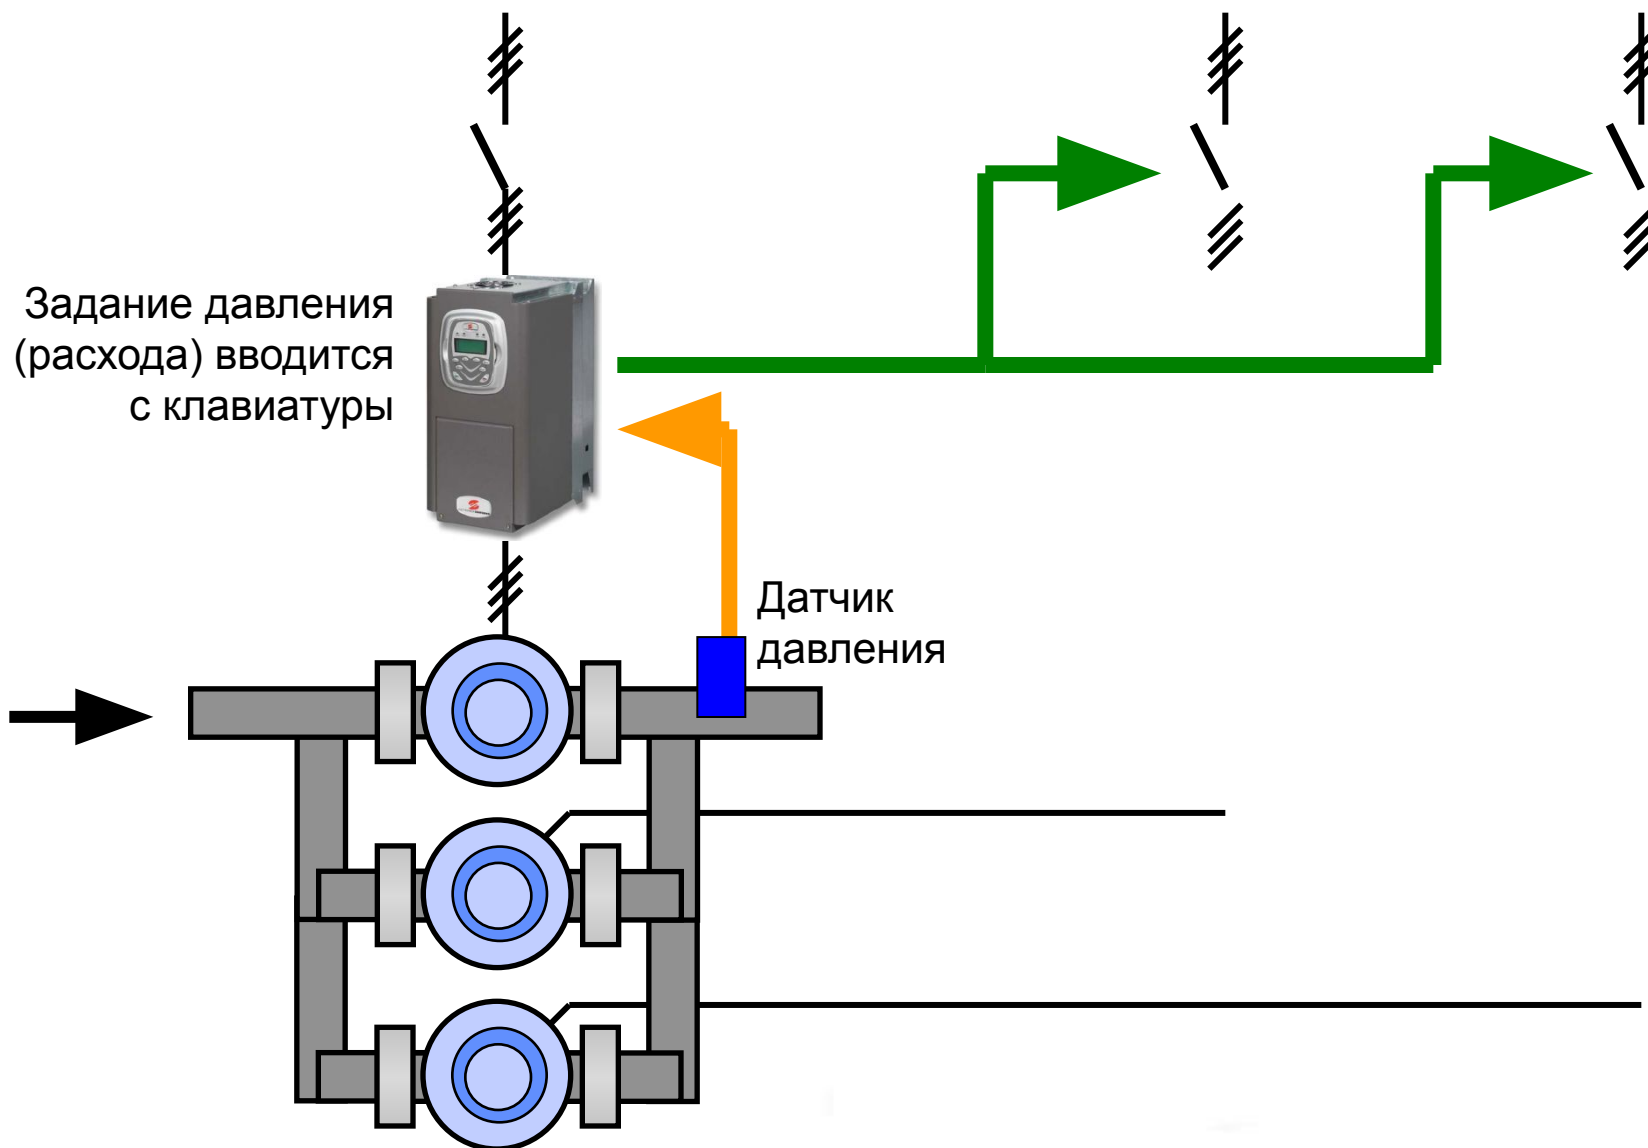 Задание давления
(расхода) вводится
с клавиатуры
Датчик
давления